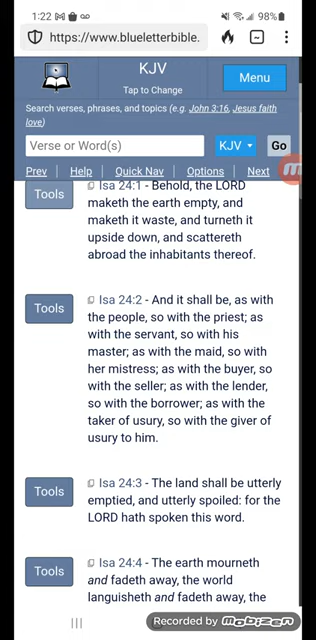 1:22 98%
https://www.blueletterbible.
KJV
Tap to Change
Menu
Search verses, phrases, and topics (e.g. John 3:16, Jesus faith
love)
Verse or Word(s) KJV Go
Prev Help Quick Nav Options Next
Tools
Isa 24:1 - Behold, the LORD
maketh the earth empty, and
maketh it waste, and turneth it
upside down, and scattereth
abroad the inhabitants thereof.
Tools
Isa 24:2 - And it shall be, as with
the people, so with the priest; as
with the servant, so with his
master; as with the maid, so with
her mistress; as with the buyer, so
with the seller; as with the lender,
so with the borrower; as with the
taker of usury, so with the giver of
usury to him.
Tools
Isa 24:3 - The land shall be utterly
emptied, and utterly spoiled: for the
LORD hath spoken this word.
Tools
Isa 24:4 - The earth mourneth
and fadeth away, the world
languisheth and fadeth away, the
Recorded by Mobizen